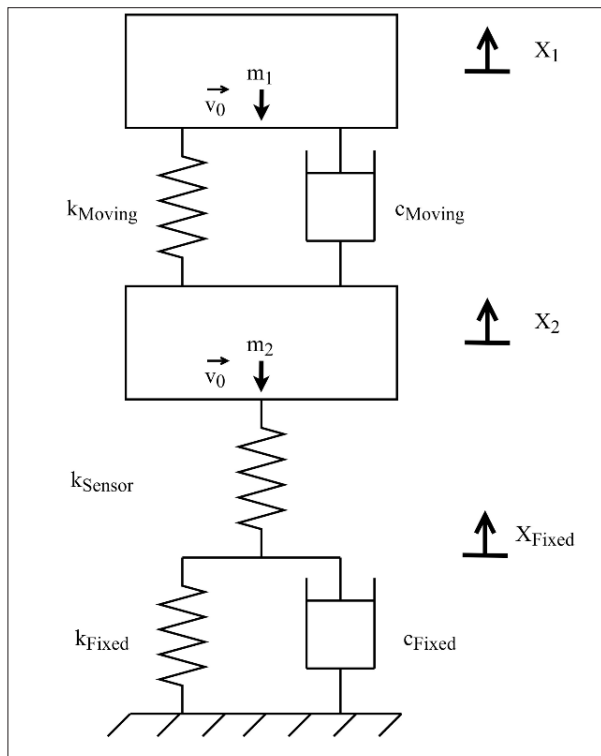 X1
m1
v0
kMoving
cMoving
X2
m2
v0
kSensor
XFixed
kFixed
cFixed